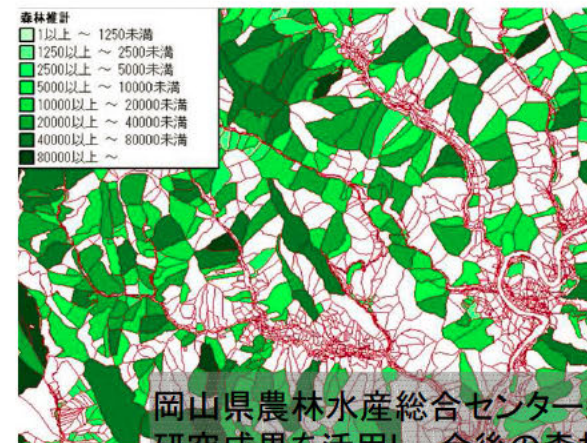 森林推計
1以上 ～ 1250未満
1250以上 ～ 2500未満
2500以上 ～ 5000未満
5000以上 ～ 10000未満
10000以上 ～ 20000未満
20000以上 ～ 40000未満
40000以上 ～ 80000未満
80000以上 ～
岡山県農林水産総合センター
研究成果を活用し